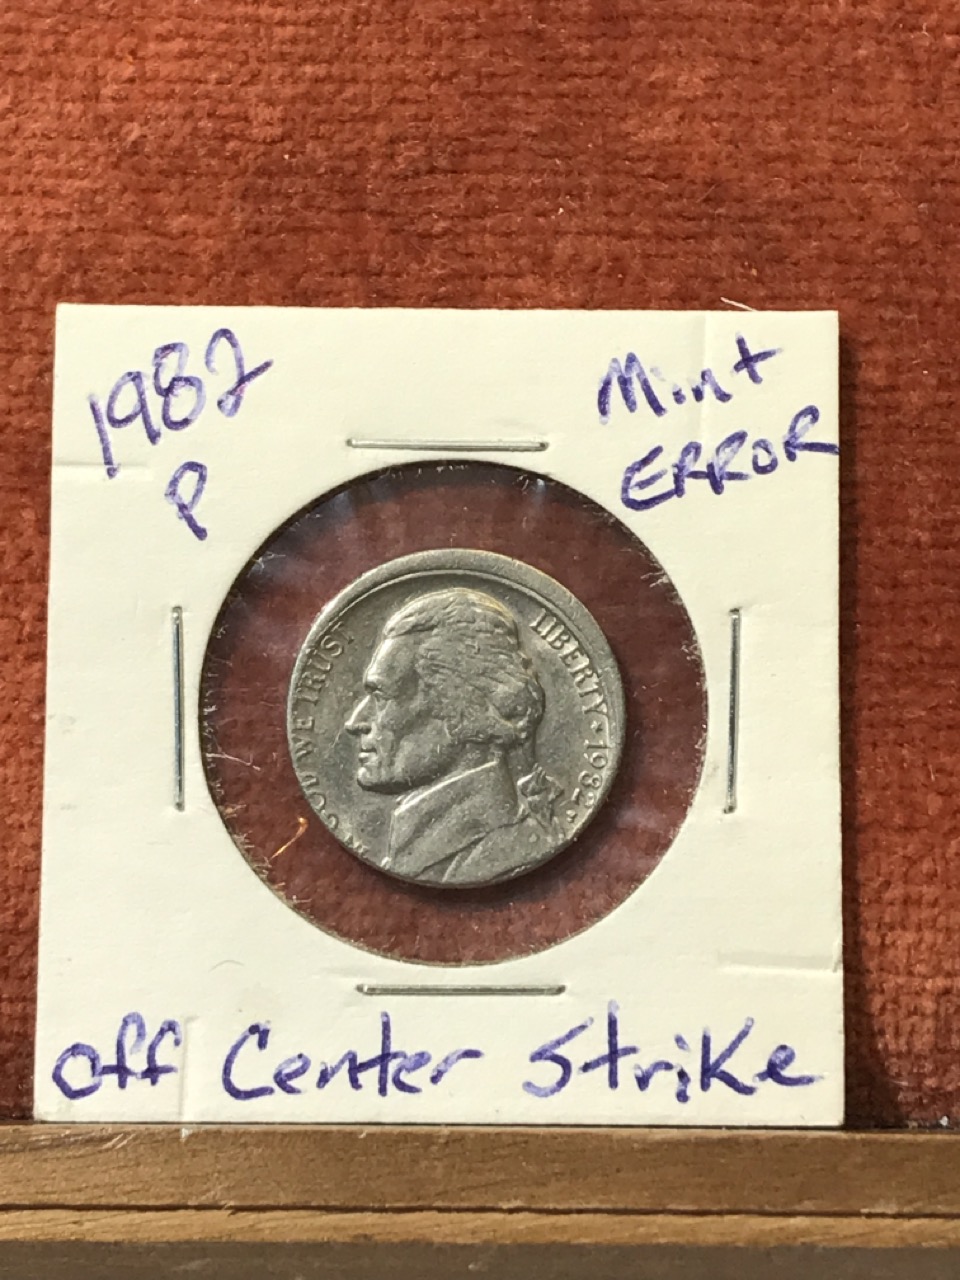 1982
P
Mint
ERROR
IN GOD WE TRUST
LIBERTY * 1982
Off Center Strike